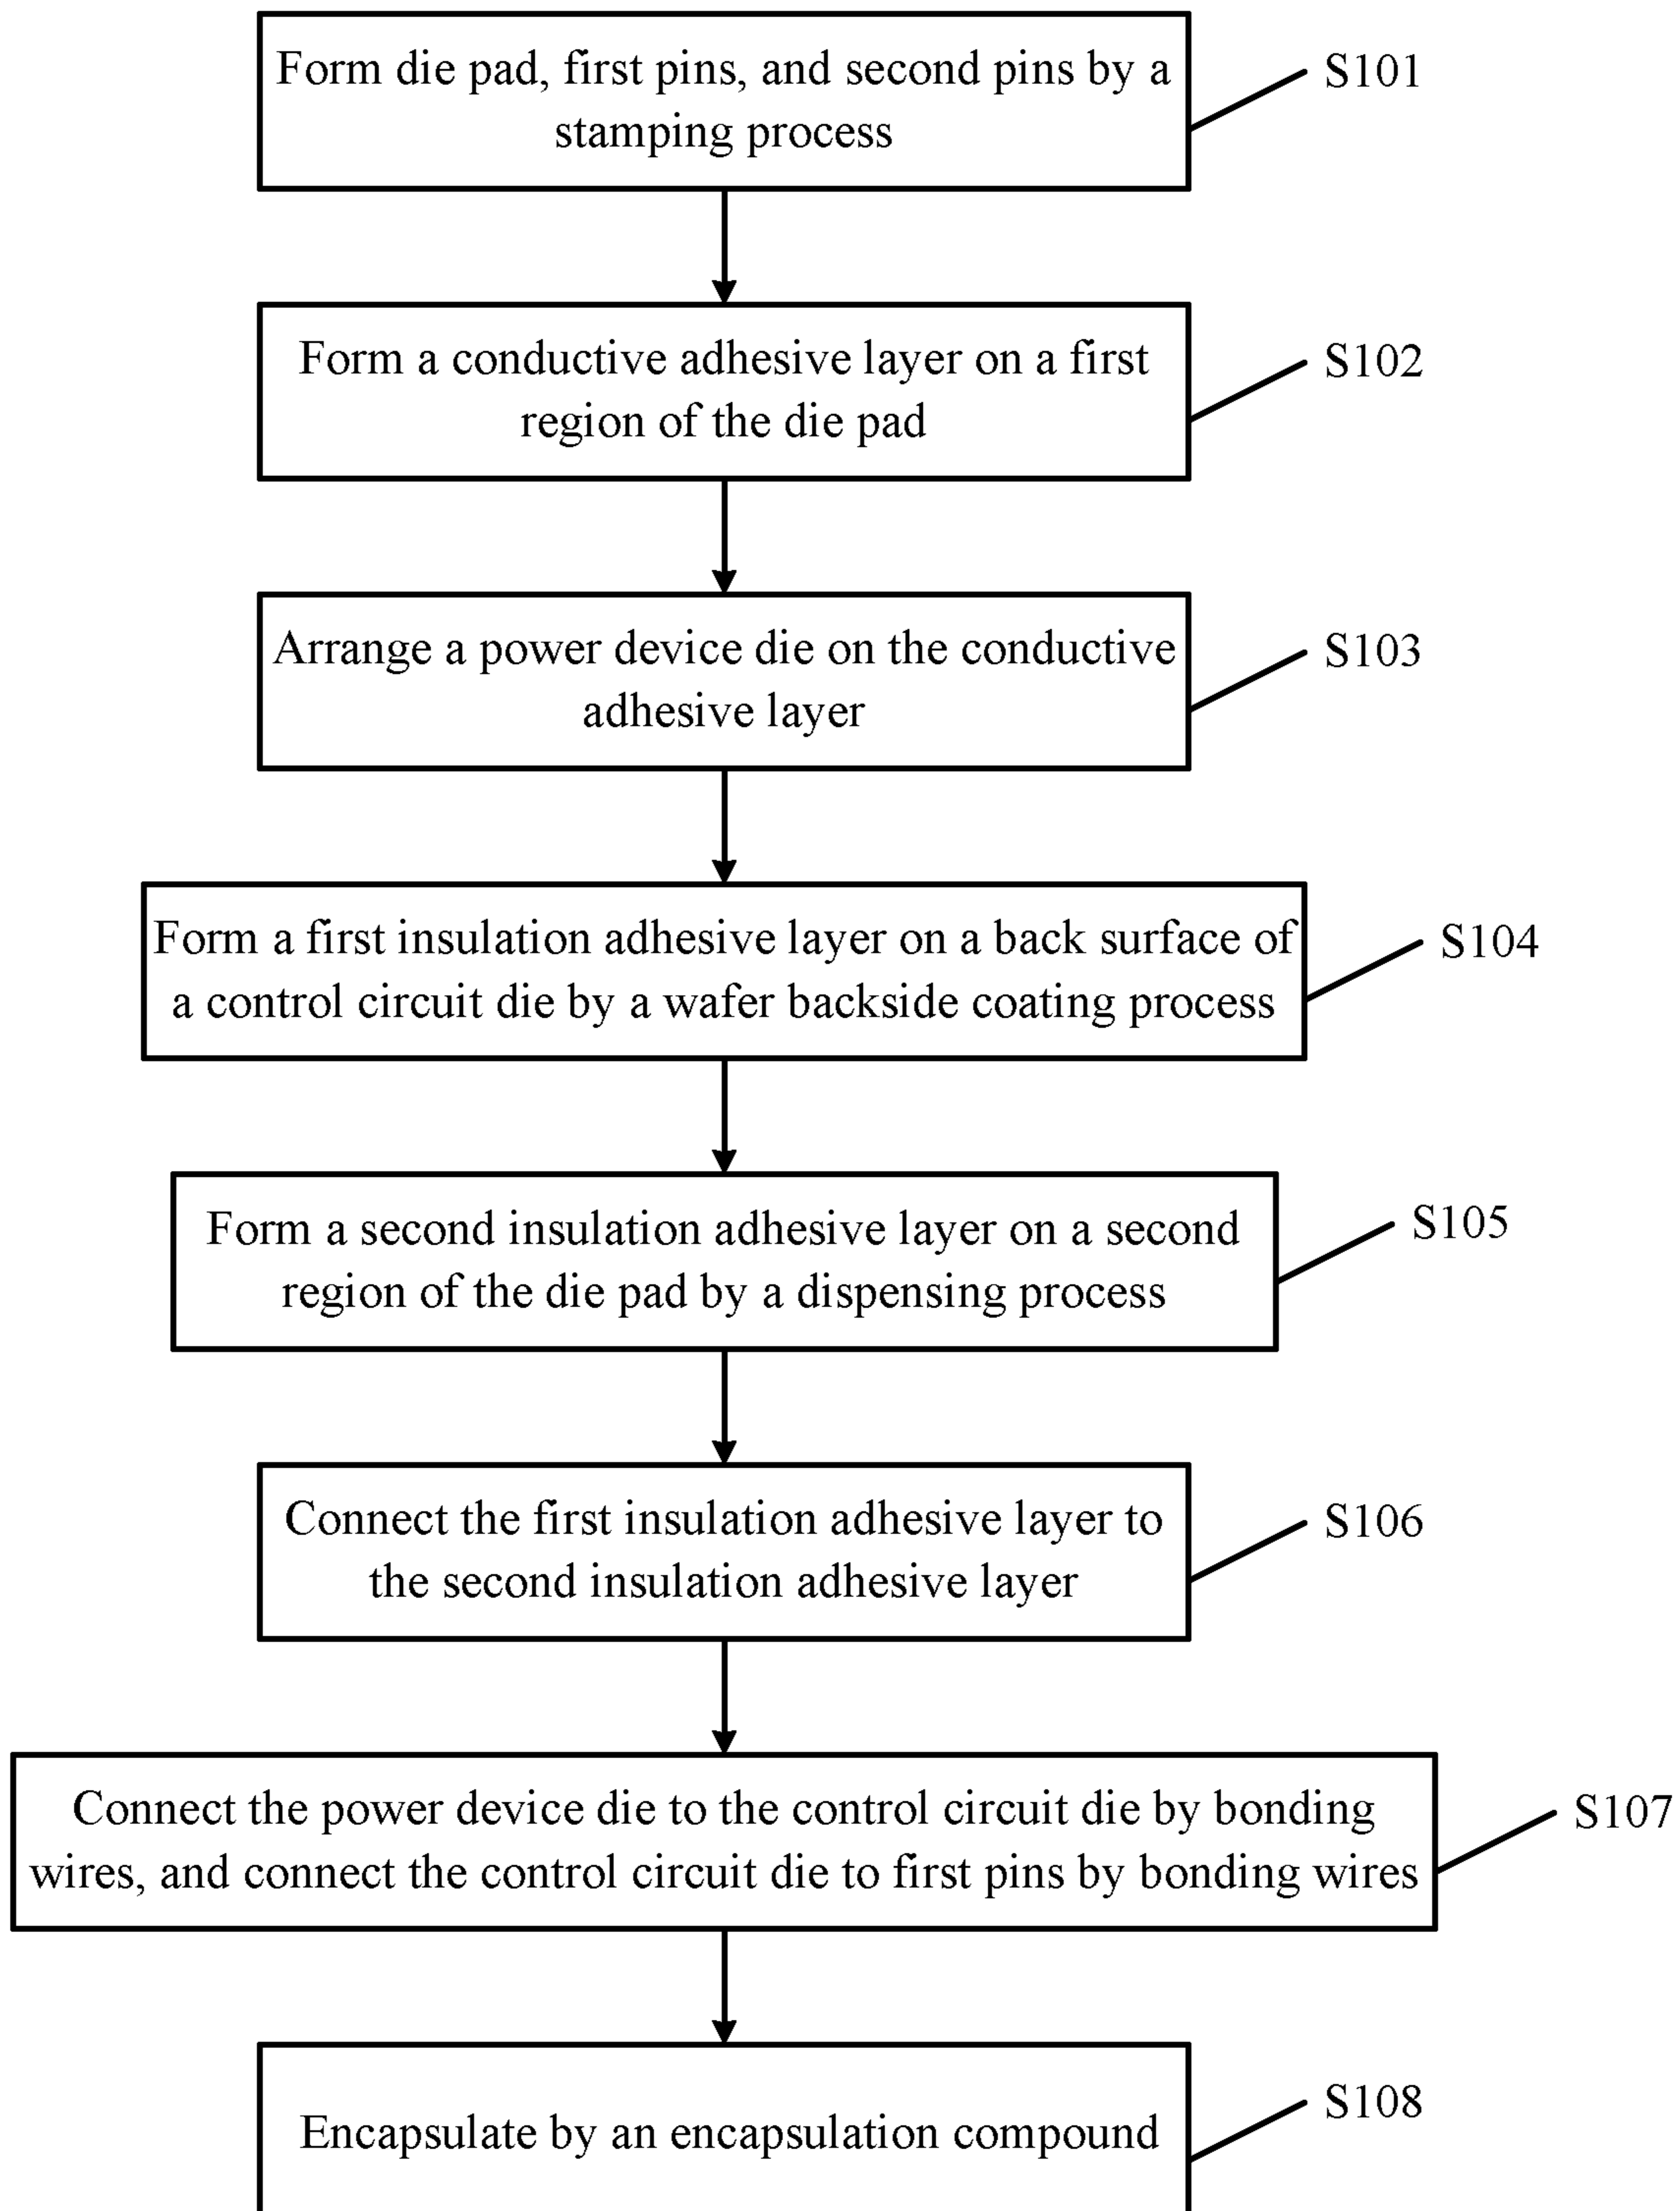 Form die pad, first pins, and second pins by a
stamping process
S101
Form a conductive adhesive layer on a first
region of the die pad
S102
Arrange a power device die on the conductive
adhesive layer
S103
Form a first insulation adhesive layer on a back surface of
a control circuit die by a wafer backside coating process
S104
Form a second insulation adhesive layer on a second
region of the die pad by a dispensing process
S105
Connect the first insulation adhesive layer to
the second insulation adhesive layer
S106
Connect the power device die to the control circuit die by bonding
wires, and connect the control circuit die to first pins by bonding wires
S107
Encapsulate by an encapsulation compound
S108